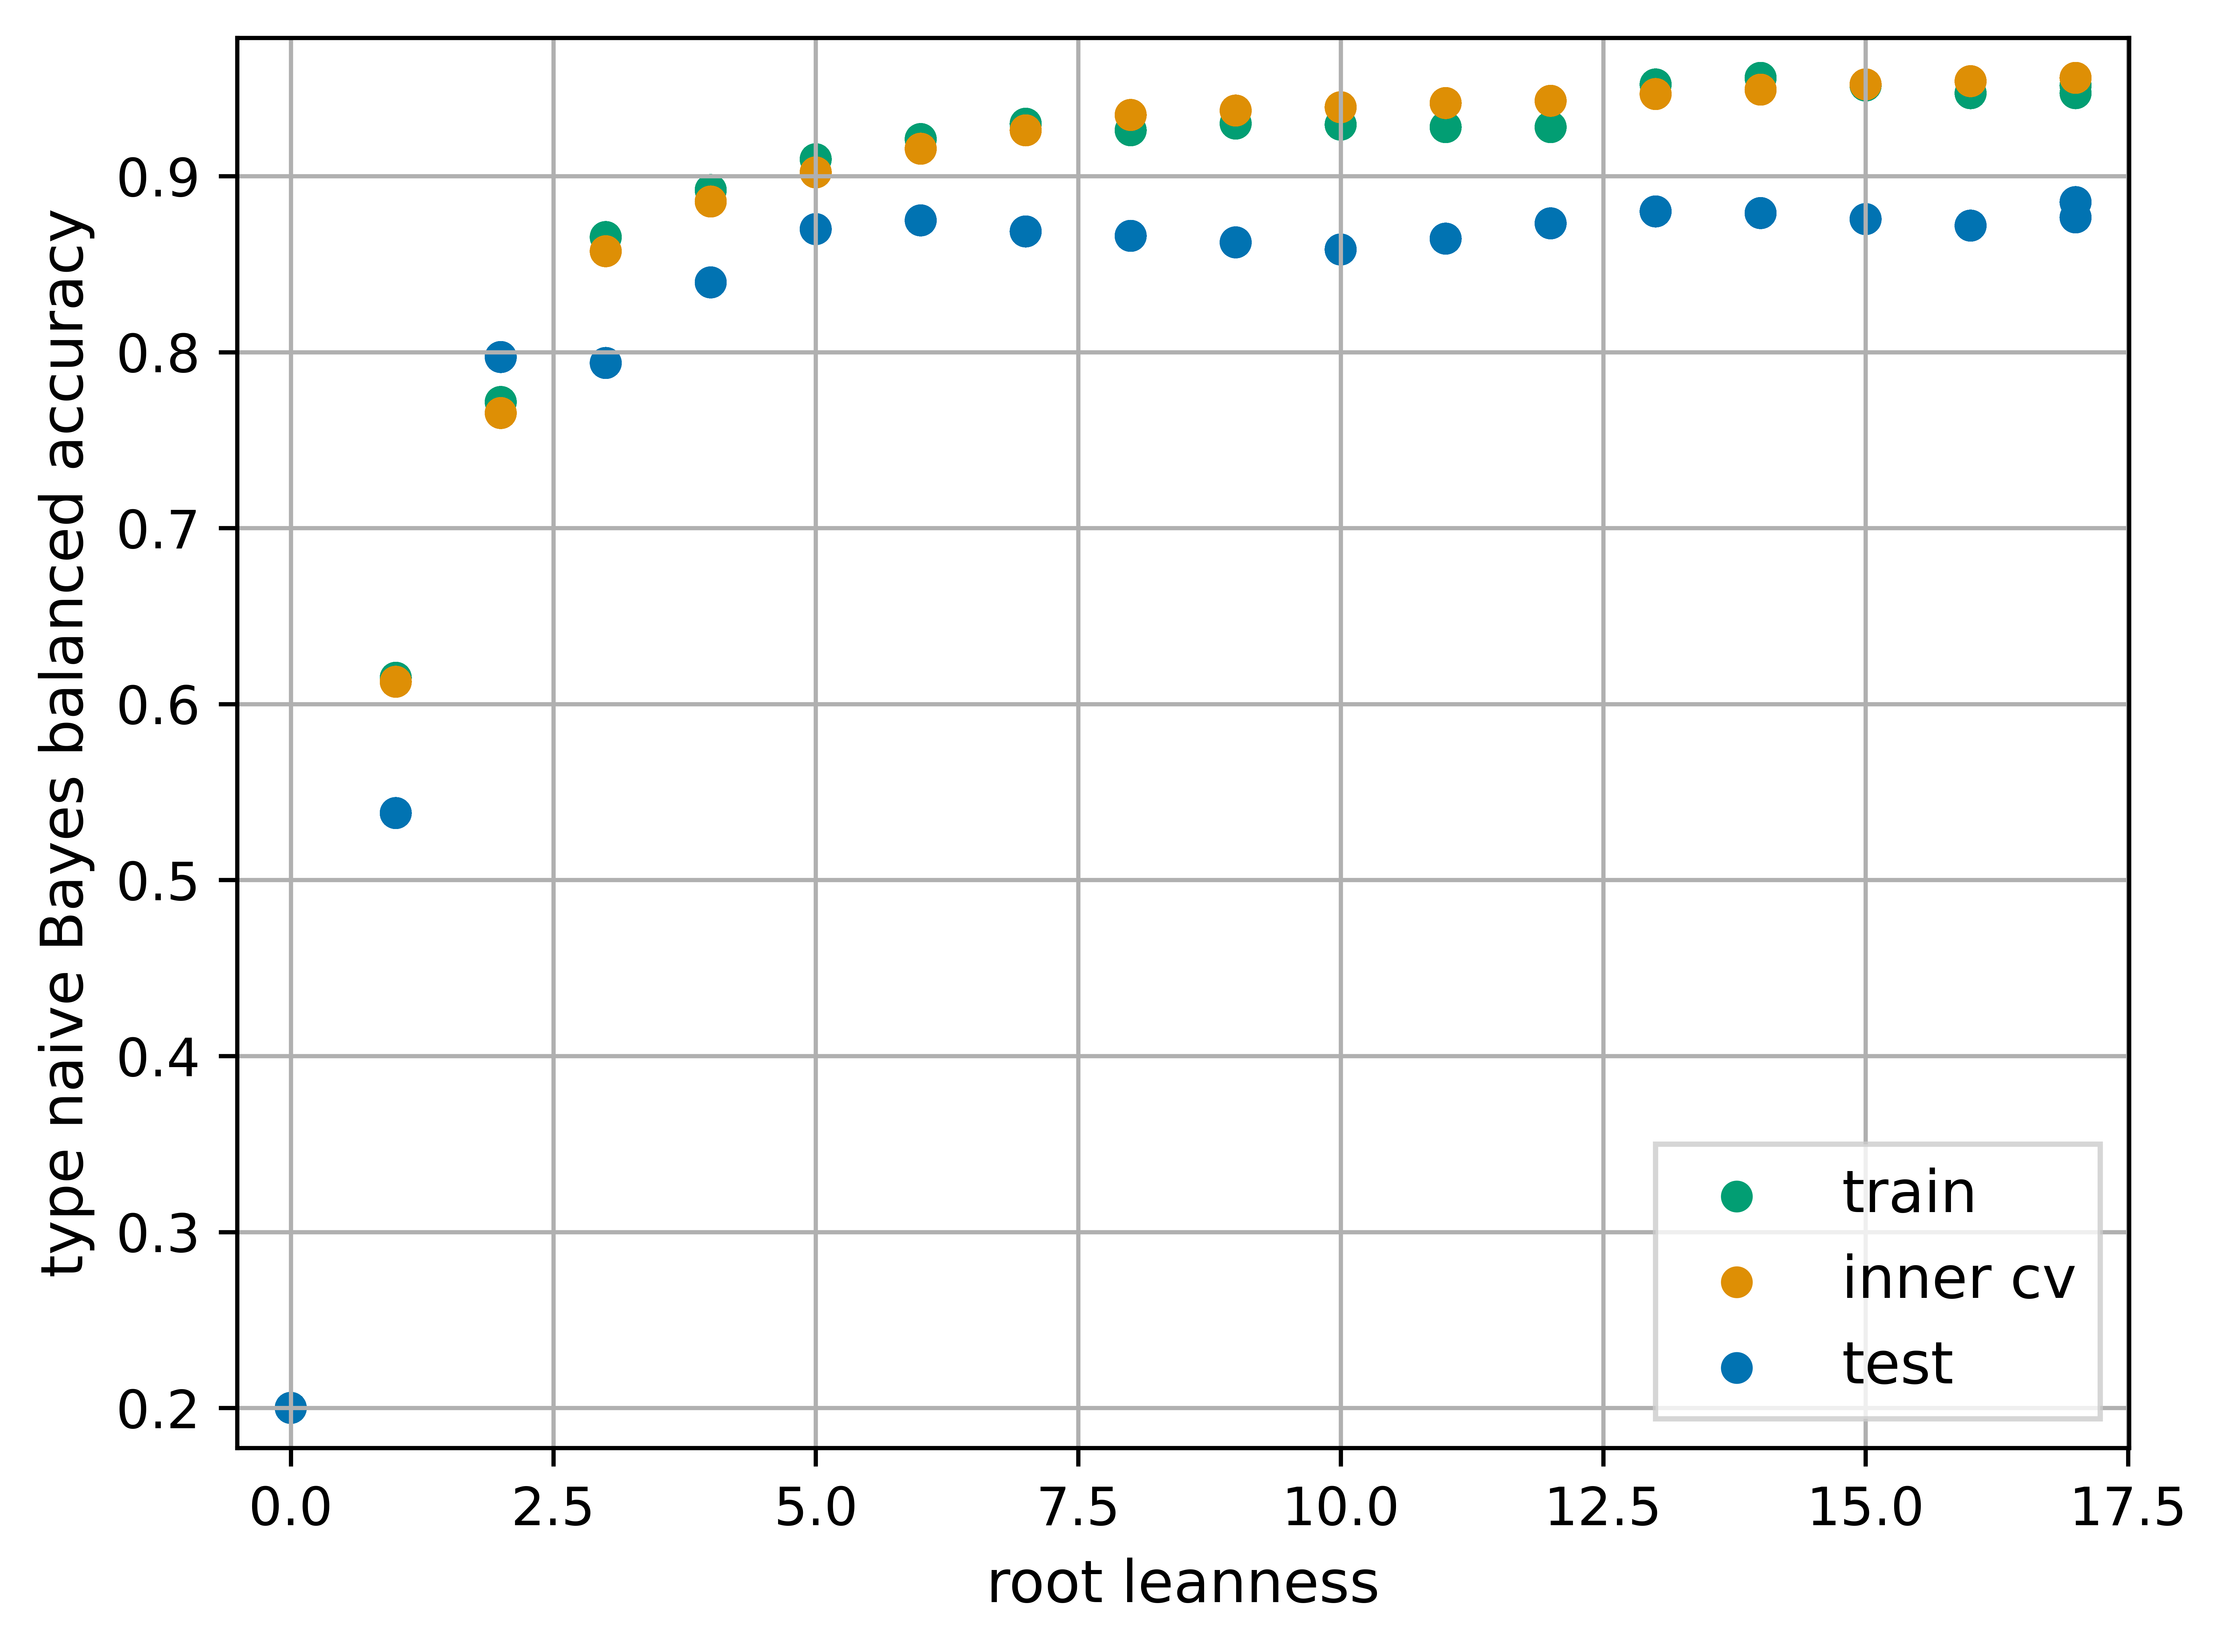 type naive Bayes balanced accuracy
0.9
0.8
0.7
0.6
0.5
0.4
0.3
0.2
train
inner cv
test
0.0 2.5 5.0 7.5 10.0 12.5 15.0 17.5
root leanness